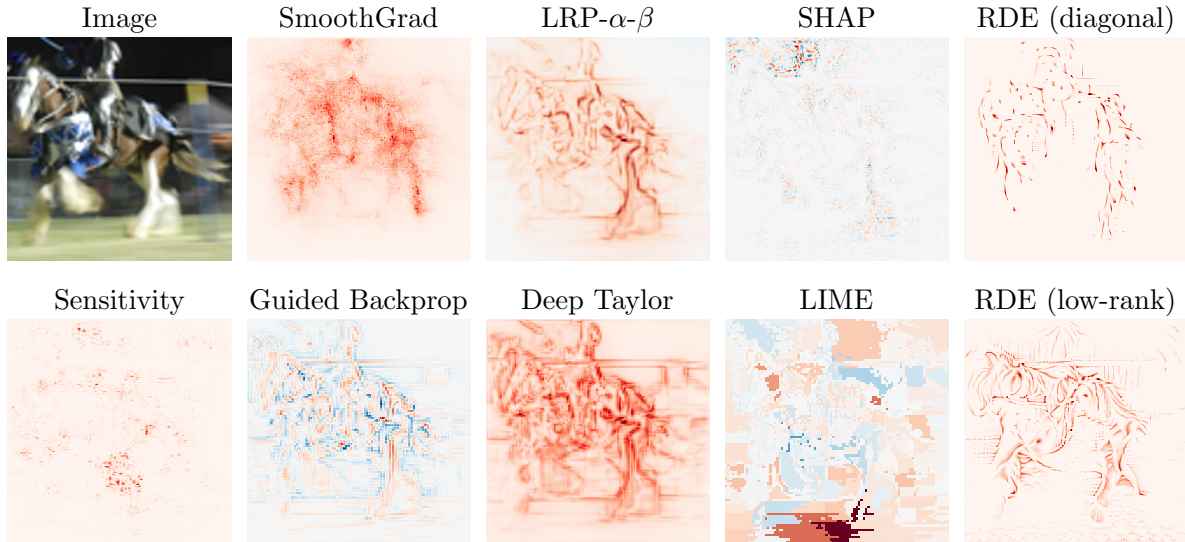 Image SmoothGrad LRP-α-β SHAP RDE (diagonal)
Sensitivity Guided Backprop Deep Taylor LIME RDE (low-rank)